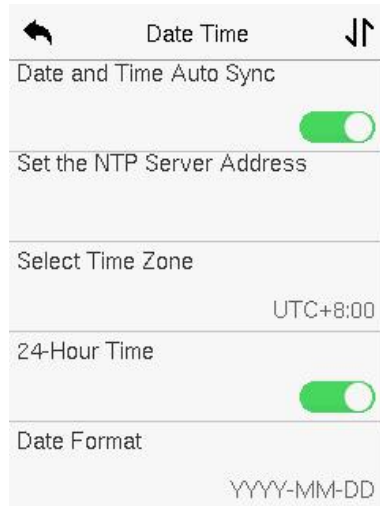 Date Time
Date and Time Auto Sync
Set the NTP Server Address
Select Time Zone
UTC+8:00
24-Hour Time
Date Format
YYYY-MM-DD